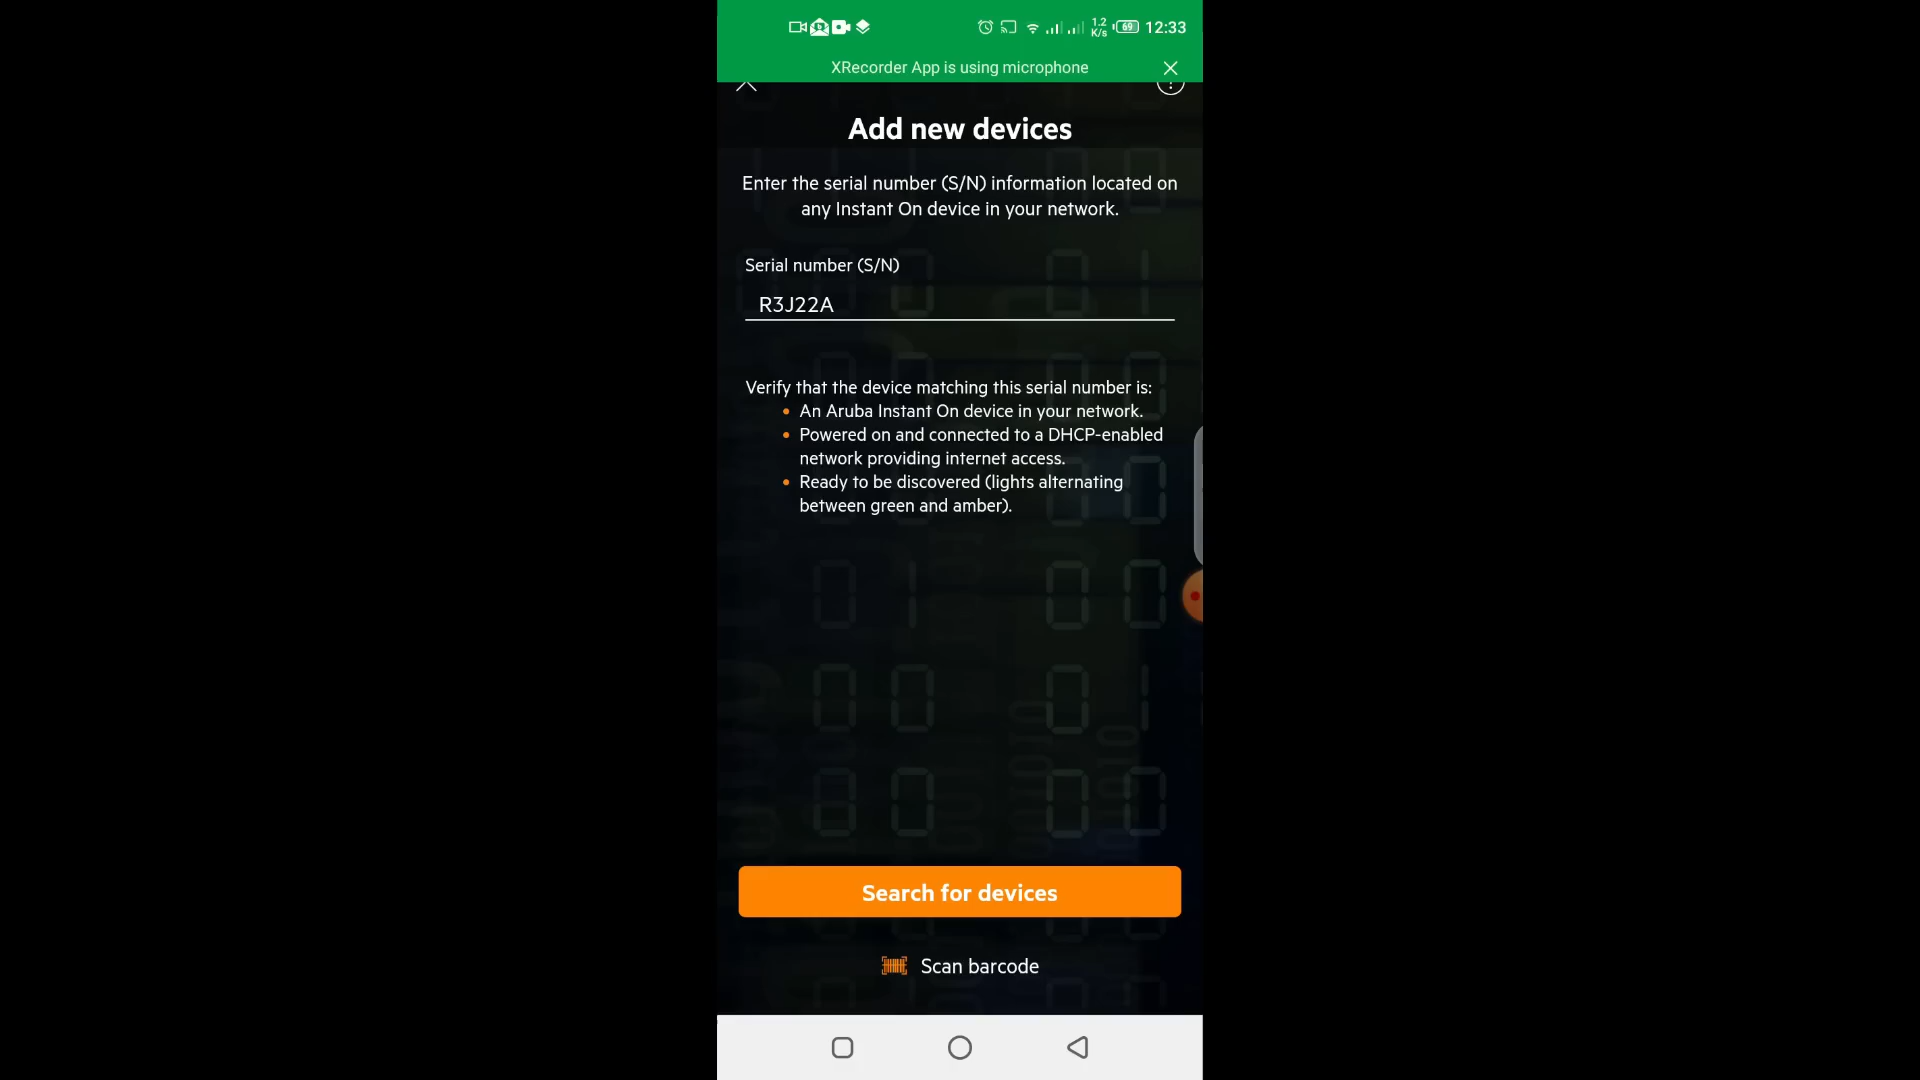 1.2
K/s
69
12:33
XRecorder App is using microphone
Add new devices
Enter the serial number (S/N) information located on
any Instant On device in your network.
Serial number (S/N)
R3J22A
Verify that the device matching this serial number is:
• An Aruba Instant On device in your network.
• Powered on and connected to a DHCP-enabled
network providing internet access.
• Ready to be discovered (lights alternating
between green and amber).
Search for devices
Scan barcode